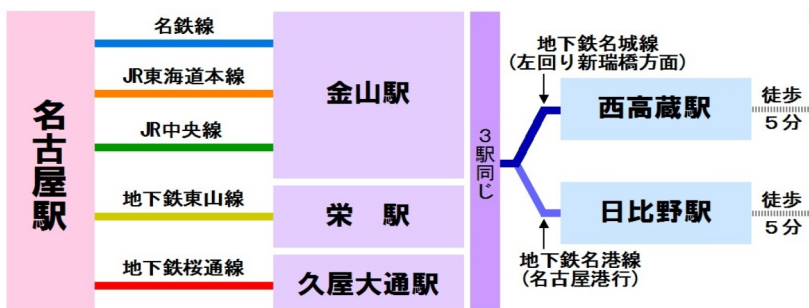 名古屋駅
名鉄線
JR東海道本線
JR中央線
地下鉄東山線
地下鉄桜通線
金山駅
栄 駅
久屋大通駅
3駅同じ
地下鉄名城線
(左回り新瑞橋方面)
西高蔵駅
徒歩
5分
日比野駅
徒歩
5分
地下鉄名港線
(名古屋港行)